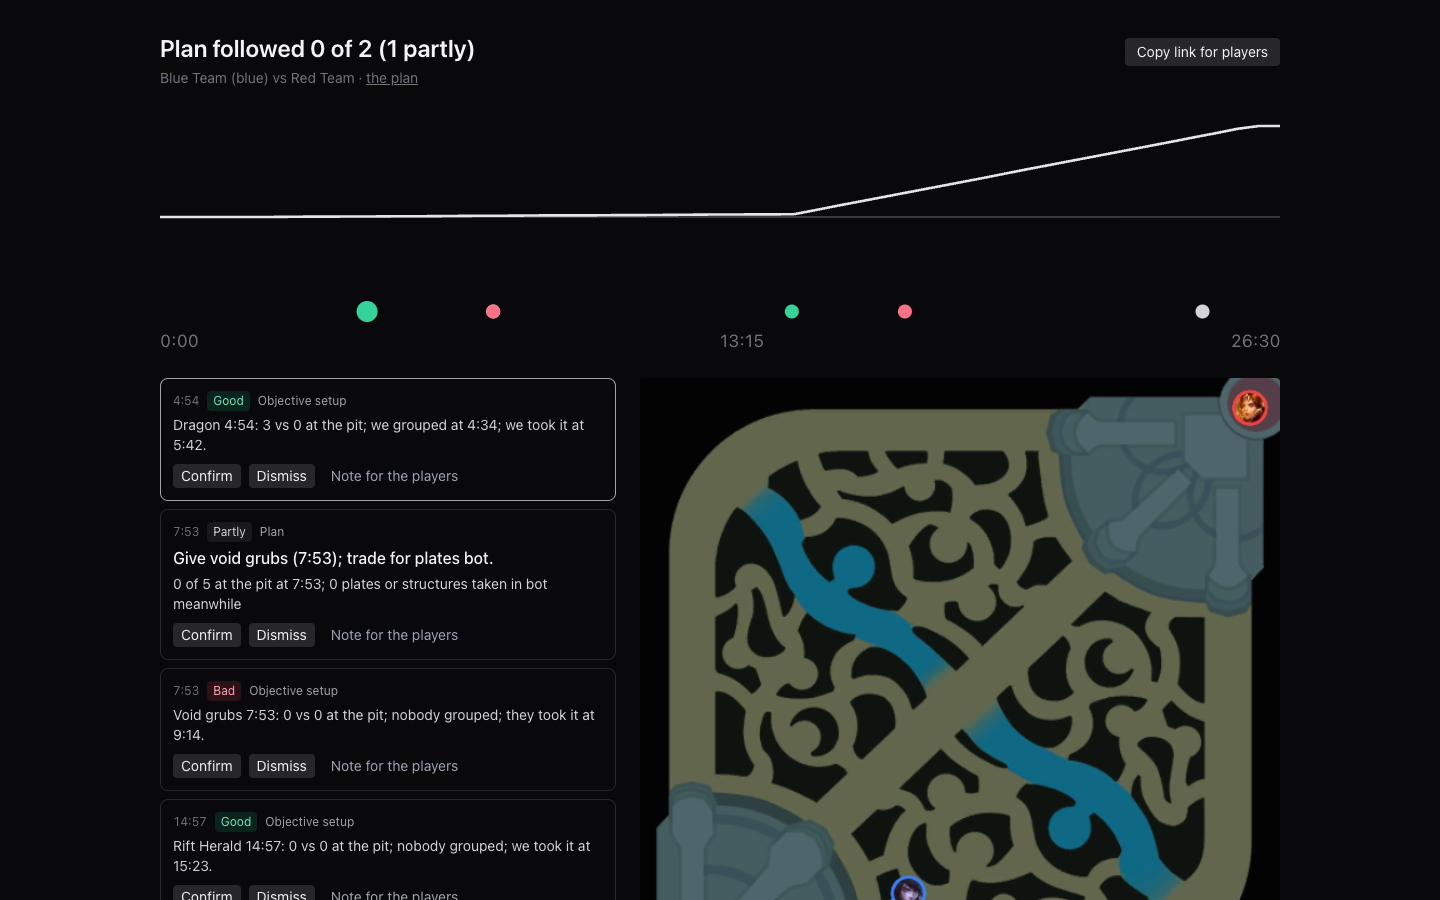 Plan followed 0 of 2 (1 partly)
Copy link for players
Blue Team (blue) vs Red Team · the plan
0:00
13:15
26:30
4:54 Good Objective setup
Dragon 4:54: 3 vs 0 at the pit; we grouped at 4:34; we took it at
5:42.
Confirm Dismiss Note for the players
7:53 Partly Plan
Give void grubs (7:53); trade for plates bot.
0 of 5 at the pit at 7:53; 0 plates or structures taken in bot
meanwhile
Confirm Dismiss Note for the players
7:53 Bad Objective setup
Void grubs 7:53: 0 vs 0 at the pit; nobody grouped; they took it at
9:14.
Confirm Dismiss Note for the players
14:57 Good Objective setup
Rift Herald 14:57: 0 vs 0 at the pit; nobody grouped; we took it at
15:23.
Confirm Dismiss Note for the players